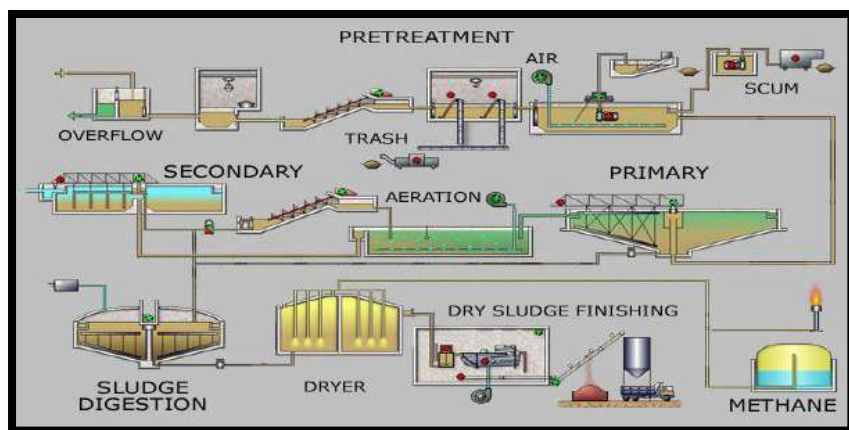 PRETREATMENT
AIR
SCUM
OVERFLOW
TRASH
SECONDARY
AERATION
PRIMARY
DRY SLUDGE FINISHING
SLUDGE
DIGESTION
DRYER
METHANE